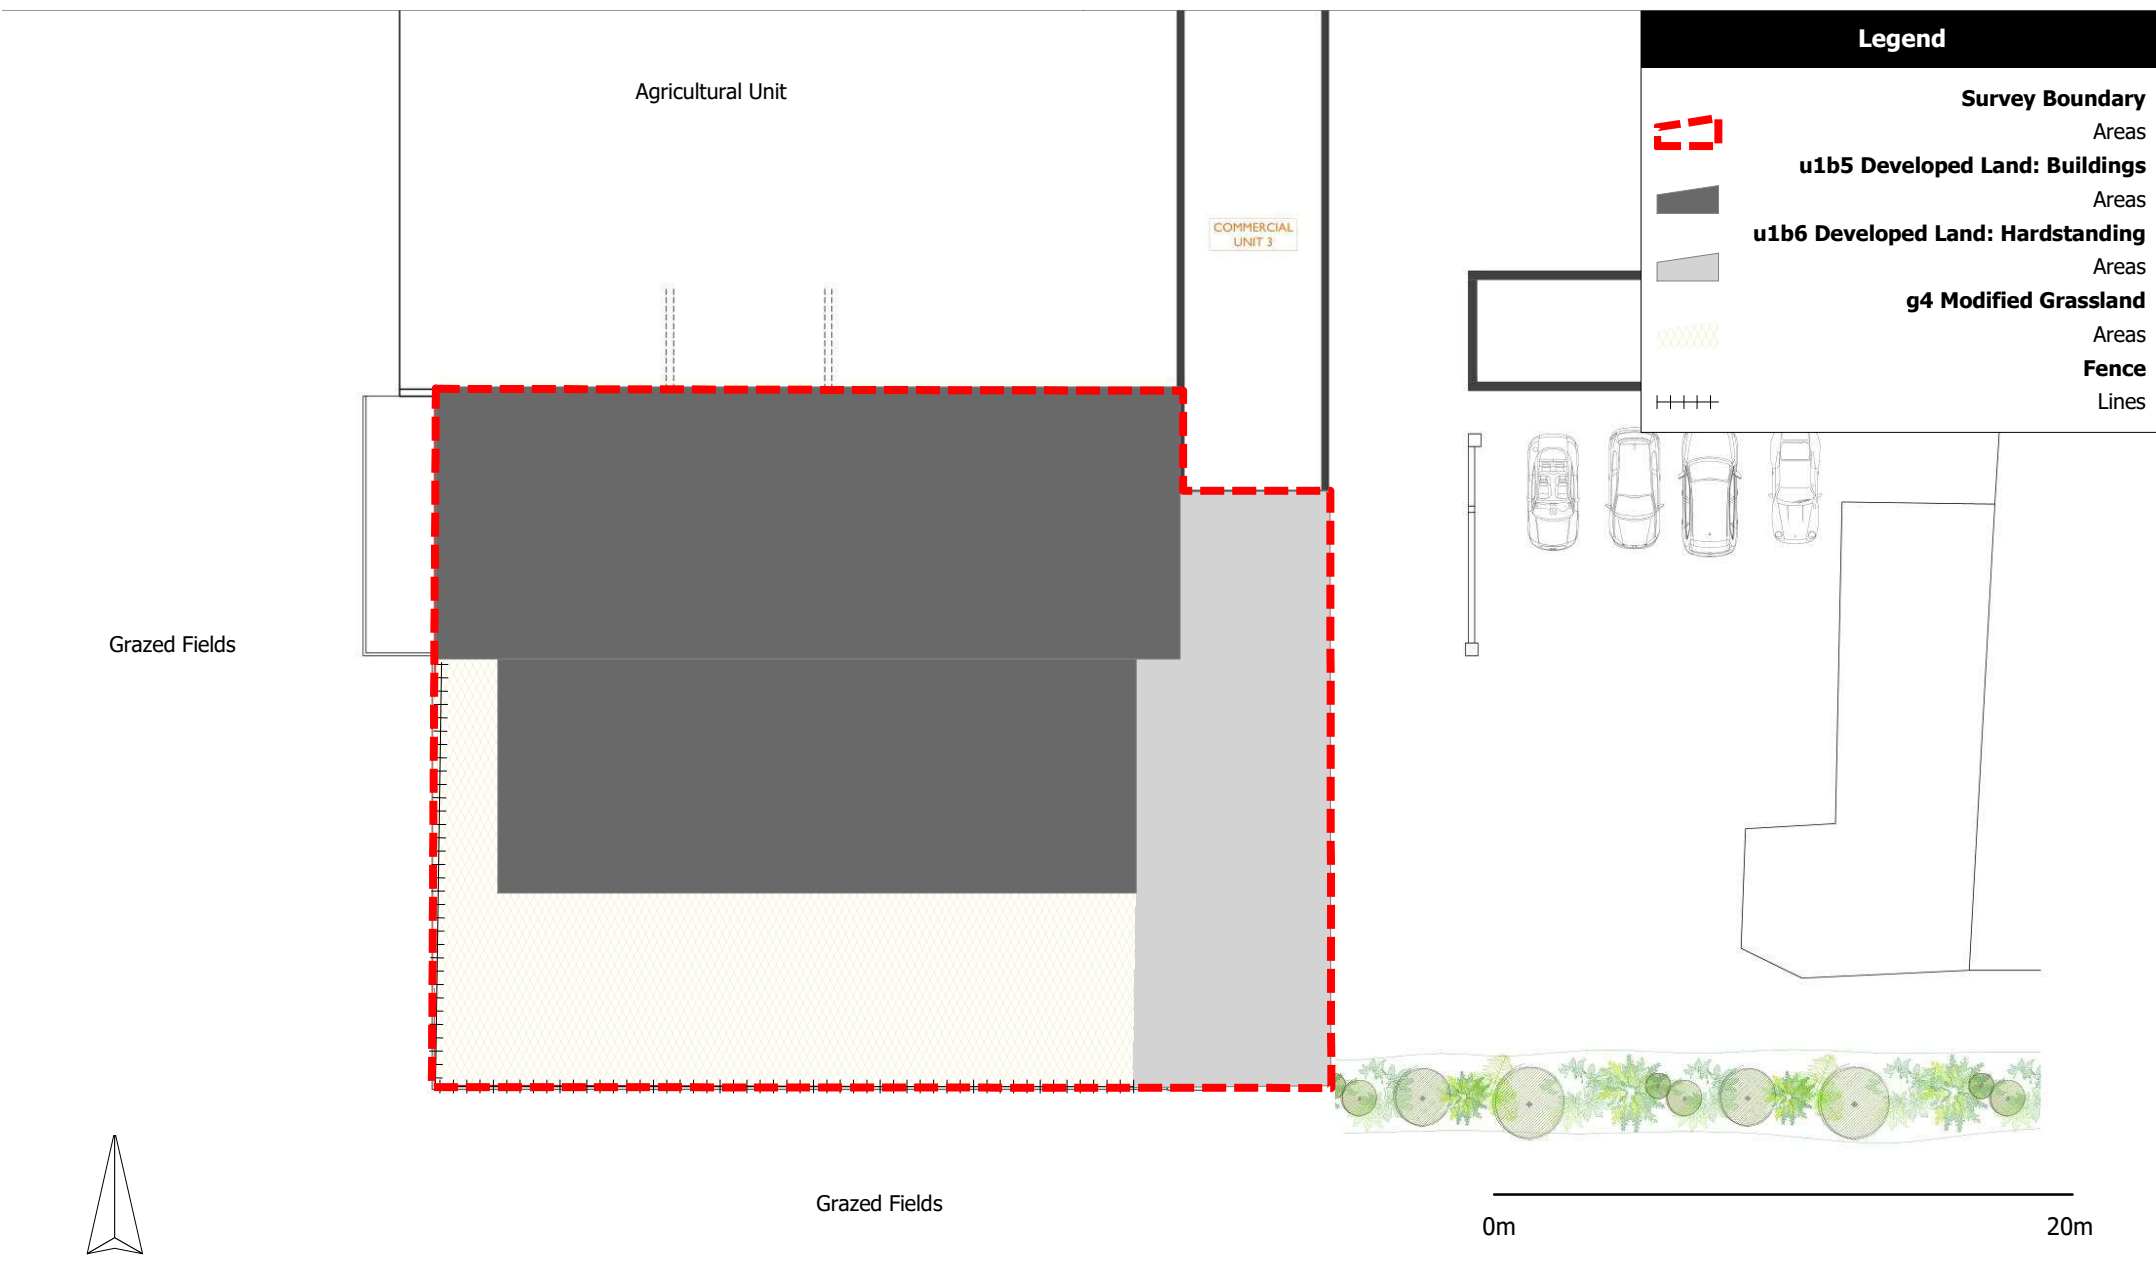 Legend
Survey Boundary
Areas
u1b5 Developed Land: Buildings
Areas
u1b6 Developed Land: Hardstanding
Areas
g4 Modified Grassland
Areas
Fence
Lines
Agricultural Unit
COMMERCIAL
UNIT 3
Grazed Fields
Grazed Fields
0m
20m